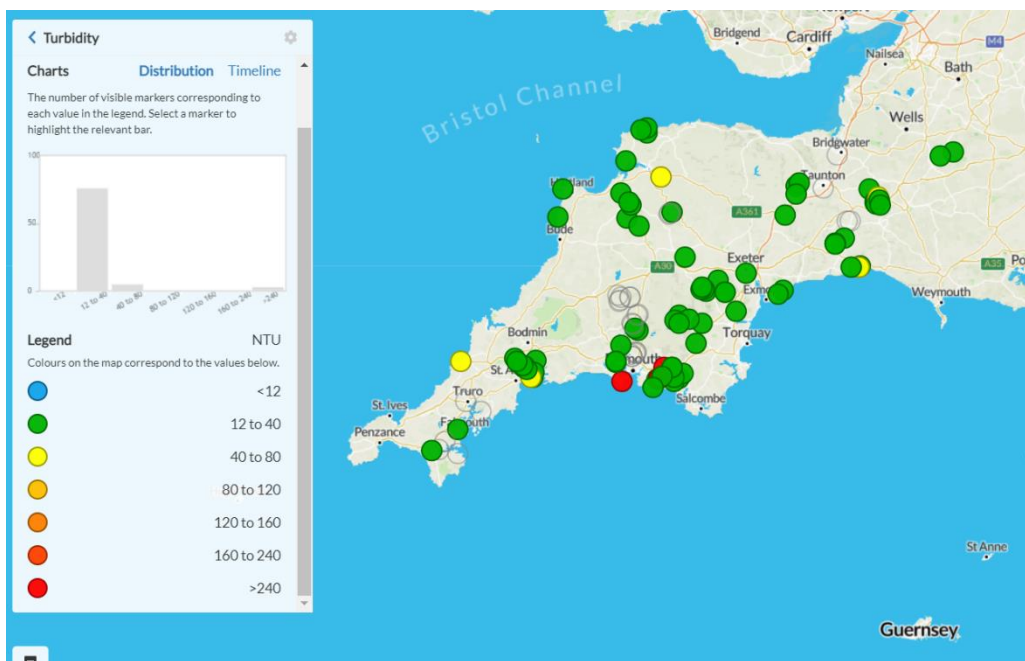 Turbidity
Charts Distribution Timeline
The number of visible markers corresponding to
each value in the legend. Select a marker to
highlight the relevant bar.
100
50
0
<12 12 to 40 40 to 80 80 to 120 120 to 160 160 to 240 >240
Legend NTU
Colours on the map correspond to the values below.
<12
12 to 40
40 to 80
80 to 120
120 to 160
160 to 240
>240
Bridgend
Cardiff
M4
Nailsea
Bath
Bristol Channel
Wells
Bridgwater
Taunton
A361
Bude
Exeter
A30
A35
Weymouth
Bodmin
Torquay
Truro
St. Ives
Penzance
Salcombe
St Anne
Guernsey